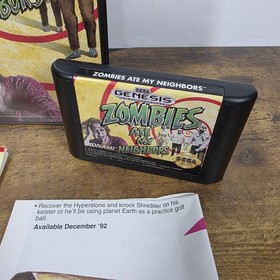 ZOMBIES ATE MY NEIGHBORS
SEGA
GENESIS
ZOMBIES
ATE
MY
KONAMI NEIGHBORS
SEGA
• Recover the Hyperstone and knock Shredder on his
keister or he'll be using planet Earth as a practice golf
ball.
Available December '92